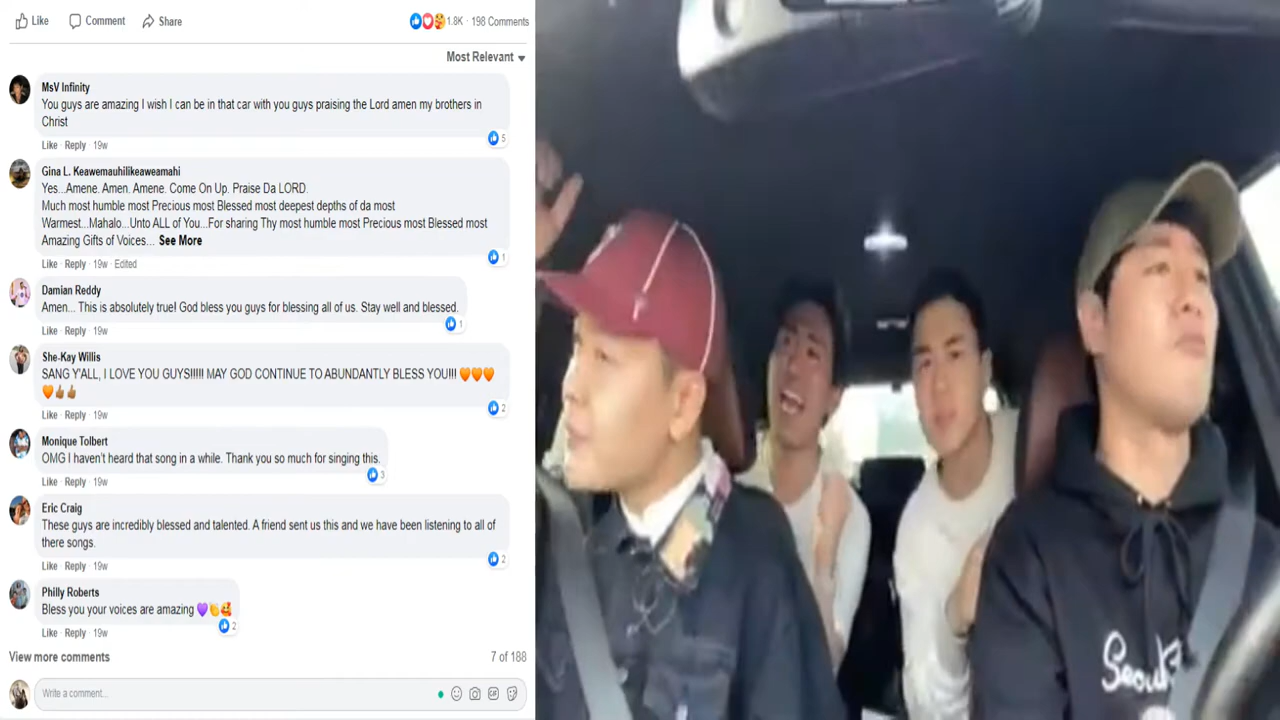 Like Comment Share 1.8K · 198 Comments
Most Relevant
MsV Infinity
You guys are amazing I wish I can be in that car with you guys praising the Lord amen my brothers in
Christ
5
Like · Reply · 19w
Gina L. Keawemauhilikeaweamahi
Yes...Amene. Amen. Amene. Come On Up. Praise Da LORD.
Much most humble most Precious most Blessed most deepest depths of da most
Warmest...Mahalo...Unto ALL of You...For sharing Thy most humble most Precious most Blessed most
Amazing Gifts of Voices... See More
1
Like · Reply · 19w · Edited
Damian Reddy
Amen... This is absolutely true! God bless you guys for blessing all of us. Stay well and blessed.
1
Like · Reply · 19w
She-Kay Willis
SANG Y'ALL, I LOVE YOU GUYS!!!!! MAY GOD CONTINUE TO ABUNDANTLY BLESS YOU!!! 🧡🧡🧡
🧡👍🏾👍🏾
2
Like · Reply · 19w
Monique Tolbert
OMG I haven't heard that song in a while. Thank you so much for singing this.
3
Like · Reply · 19w
Eric Craig
These guys are incredibly blessed and talented. A friend sent us this and we have been listening to all of
there songs.
2
Like · Reply · 19w
Philly Roberts
Bless you your voices are amazing 💜👏🥰
2
Like · Reply · 19w
View more comments 7 of 188
Write a comment...
Seoul